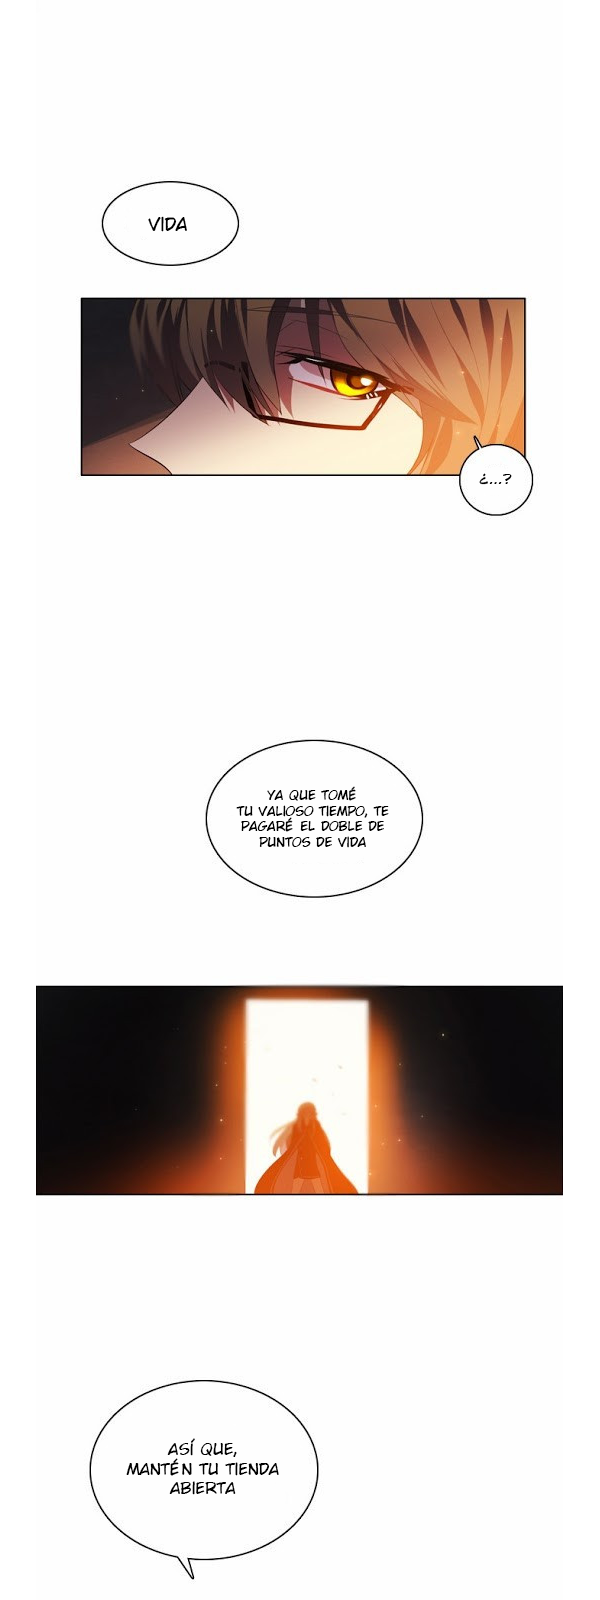 VIDA
¿...?
YA QUE TOMÉ
TU VALIOSO TIEMPO, TE
PAGARÉ EL DOBLE DE
PUNTOS DE VIDA
ASÍ QUE,
MANTÉN TU TIENDA
ABIERTA